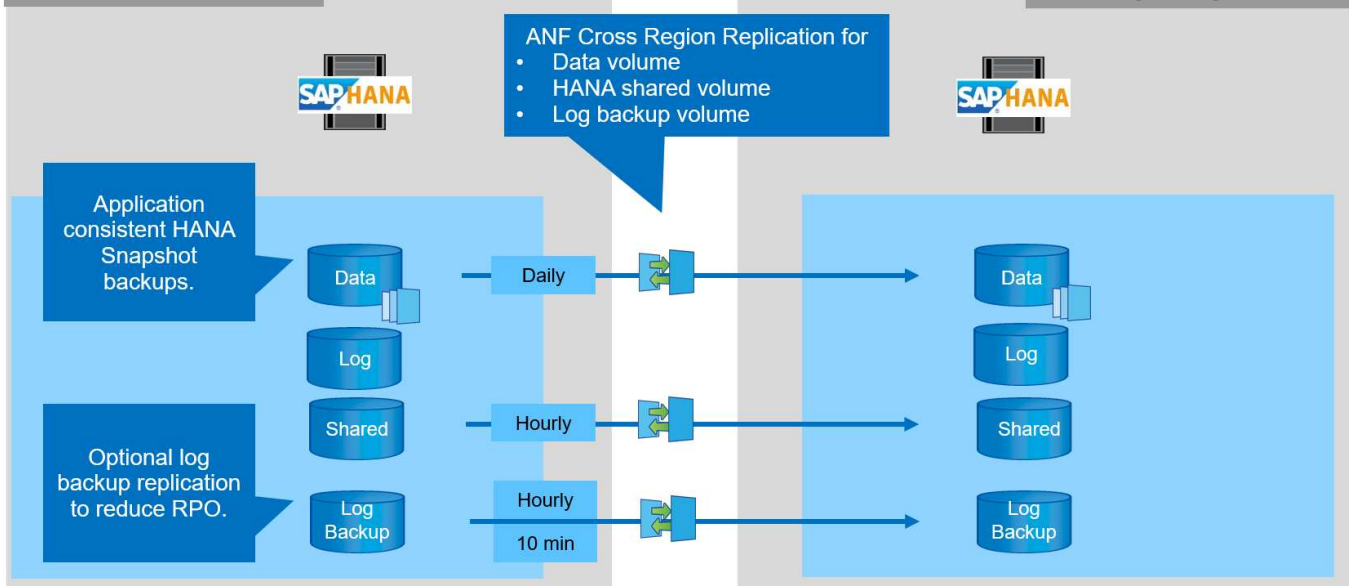 ANF Cross Region Replication for
• Data volume
• HANA shared volume
• Log backup volume
SAP HANA
SAP HANA
Application
consistent HANA
Snapshot
backups.
Data
Daily
Data
Log
Log
Shared
Hourly
Shared
Optional log
backup replication
to reduce RPO.
Log
Backup
Hourly
10 min
Log
Backup